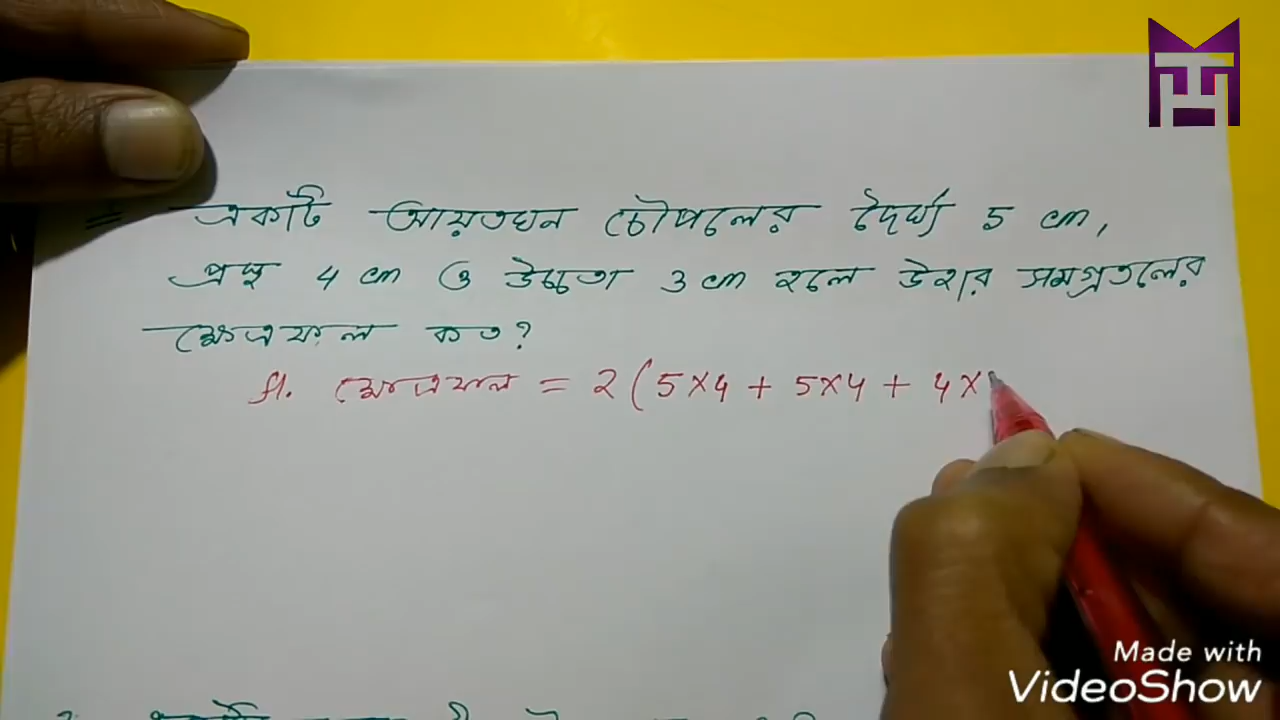 একটি আয়তঘন চৌপলের দৈর্ঘ্য 5 cm,
প্রস্থ 4 cm ও উচ্চতা 3 cm হলে উহার সমগ্রতলের
ক্ষেত্রফল কত?
ক্ষেত্রফল = 2 (5×4 + 5×4 + 4×
Made with
VideoShow